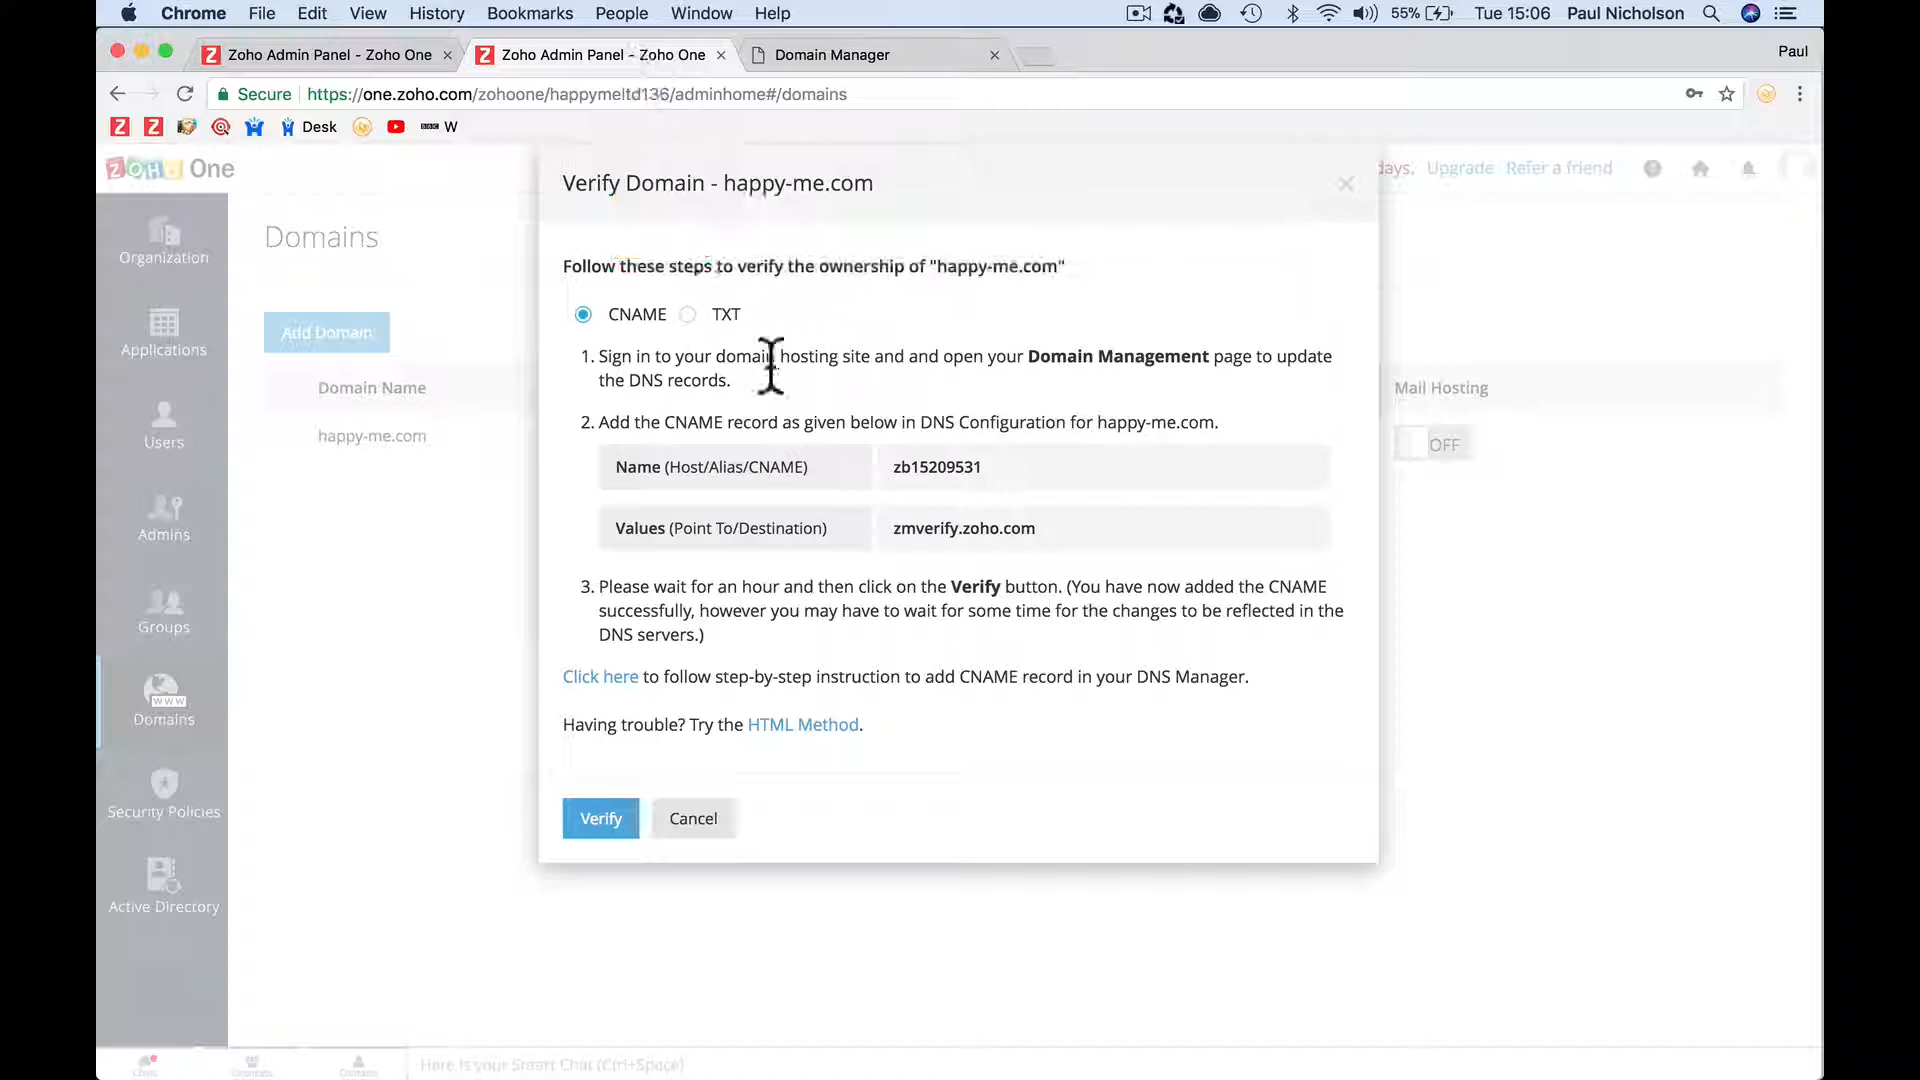 Chrome File Edit View History Bookmarks People Window Help 55% Tue 15:06 Paul Nicholson
Zoho Admin Panel - Zoho One Zoho Admin Panel - Zoho One Domain Manager Paul
Secure https://one.zoho.com/zohoone/happymeltd136/adminhome#/domains
Desk BBC W
ZOHO One
Verify Domain - happy-me.com
days. Upgrade Refer a friend
Organization
Domains
Follow these steps to verify the ownership of "happy-me.com"
CNAME TXT
Add Domain
Applications
1. Sign in to your domain hosting site and and open your Domain Management page to update
the DNS records.
Domain Name
Mail Hosting
2. Add the CNAME record as given below in DNS Configuration for happy-me.com.
Users
happy-me.com
OFF
Name (Host/Alias/CNAME) zb15209531
Values (Point To/Destination) zmverify.zoho.com
Admins
3. Please wait for an hour and then click on the Verify button. (You have now added the CNAME
successfully, however you may have to wait for some time for the changes to be reflected in the
DNS servers.)
Groups
Click here to follow step-by-step instruction to add CNAME record in your DNS Manager.
WWW
Domains
Having trouble? Try the HTML Method.
Security Policies
Verify Cancel
Active Directory
Here is your Smart Chat (Ctrl+Space)